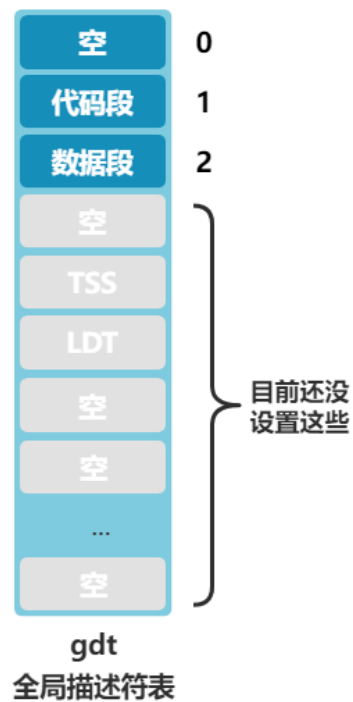 空 0
代码段 1
数据段 2
空
TSS
LDT
空
空
...
空
目前还没
设置这些
gdt
全局描述符表